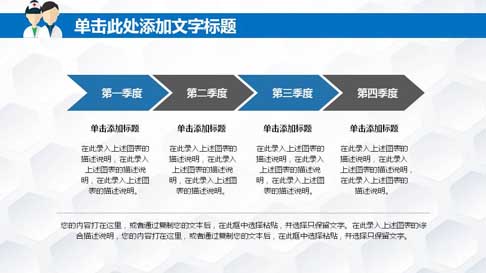 单击此处添加文字标题
第一季度
第二季度
第三季度
第四季度
单击添加标题
单击添加标题
单击添加标题
单击添加标题
在此录入上述图表的
描述说明，在此录入
上述图表的描述说
明，在此录入上述图
表的描述说明。
在此录入上述图表的
描述说明，在此录入
上述图表的描述说
明，在此录入上述图
表的描述说明。
在此录入上述图表的
描述说明，在此录入
上述图表的描述说
明，在此录入上述图
表的描述说明。
在此录入上述图表的
描述说明，在此录入
上述图表的描述说明，
在此录入上述图表的
描述说明。
您的内容打在这里，或者通过复制您的文本后，在此框中选择粘贴，并选择只保留文字。在此录入上述图表的综
合描述说明，您的内容打在这里，或者通过复制您的文本后，在此框中选择粘贴，并选择只保留文字。